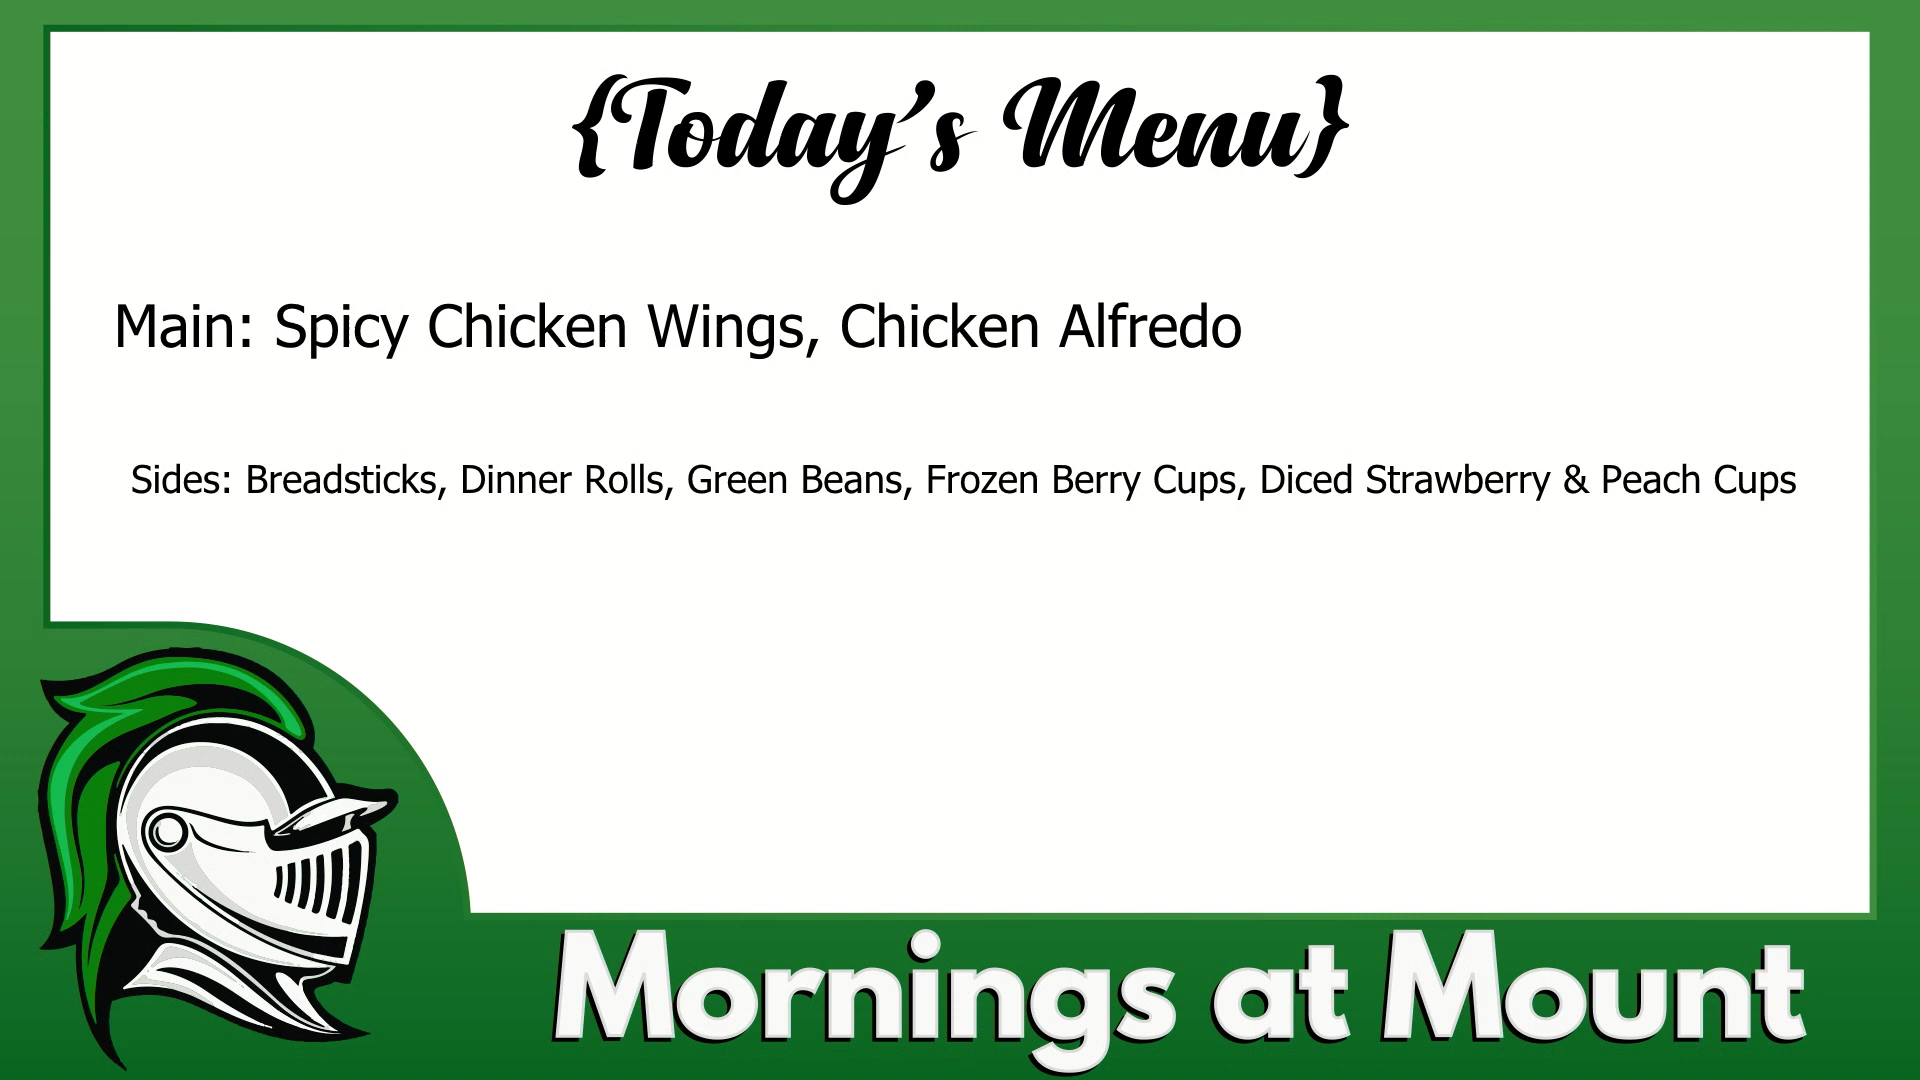 {Today's Menu}
Main: Spicy Chicken Wings, Chicken Alfredo
Sides: Breadsticks, Dinner Rolls, Green Beans, Frozen Berry Cups, Diced Strawberry & Peach Cups
Mornings at Mount